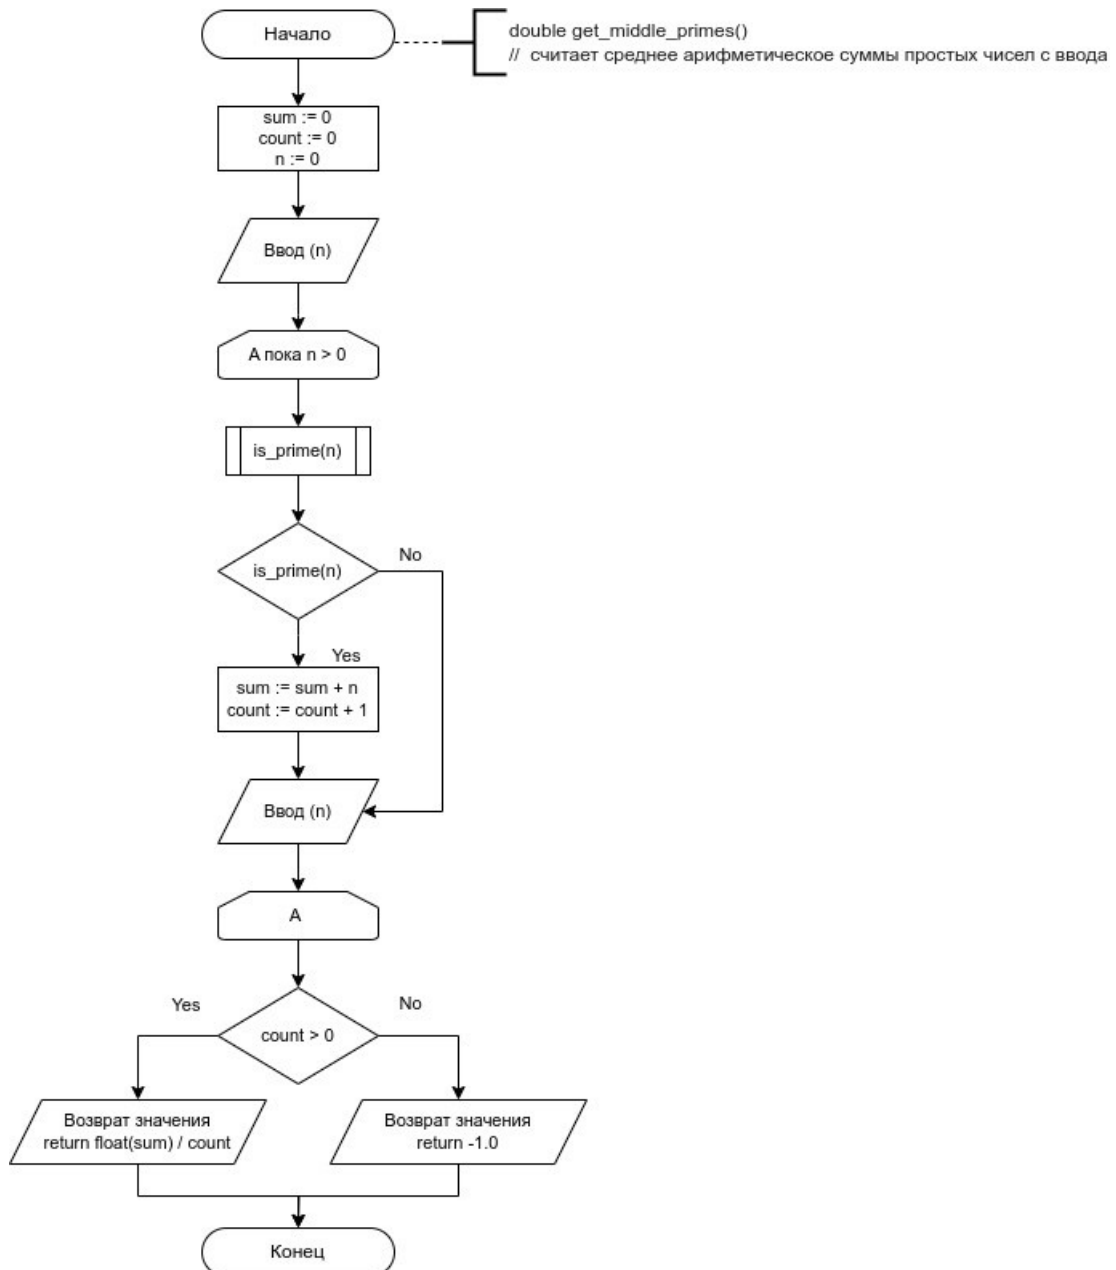 Начало
double get_middle_primes()
// считает среднее арифметическое суммы простых чисел с ввода
sum := 0
count := 0
n := 0
Ввод (n)
А пока n > 0
is_prime(n)
is_prime(n)
No
Yes
sum := sum + n
count := count + 1
Ввод (n)
А
Yes
count > 0
No
Возврат значения
return float(sum) / count
Возврат значения
return -1.0
Конец